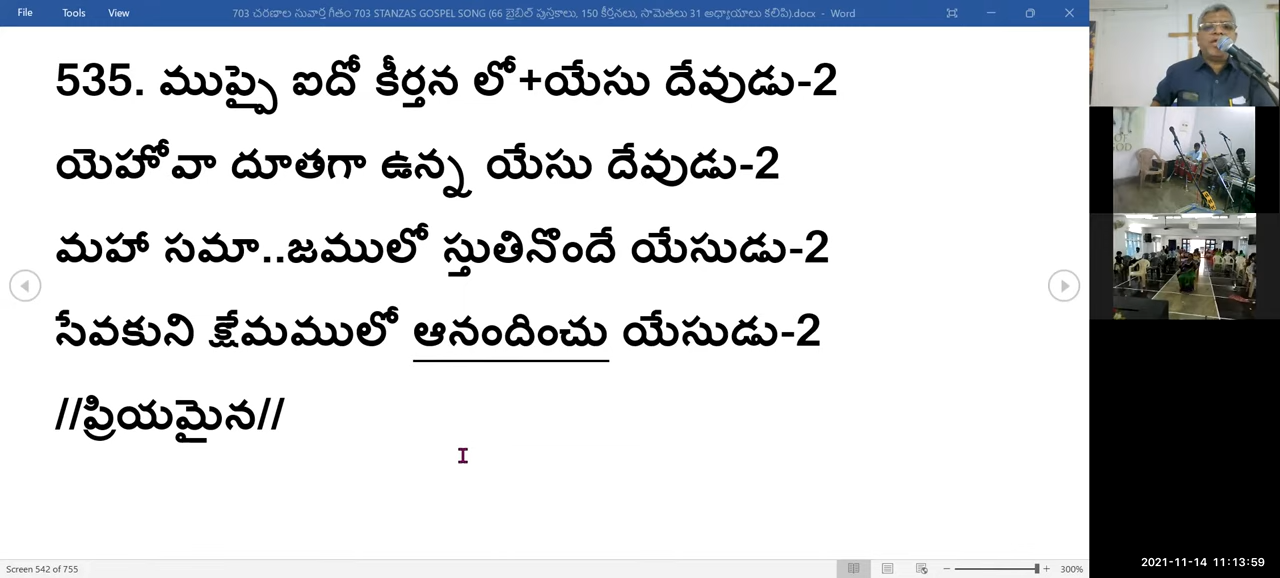 703 చరణాల సువార్త గీతం 703 STANZAS GOSPEL SONG (66 బైబిల్ పుస్తకాలు, 150 కీర్తనలు, సామెతలు 31 అధ్యాయాలు కలిపి).docx - Word
File Tools View
535. ముప్పై ఐదో కీర్తన లో+యేసు దేవుడు-2
యెహోవా దూతగా ఉన్న యేసు దేవుడు-2
మహా సమా..జములో స్తుతినొందే యేసుడు-2
సేవకుని క్షేమములో ఆనందించు యేసుడు-2
//ప్రియమైన//
Screen 542 of 755
300%
2021-11-14 11:13:59